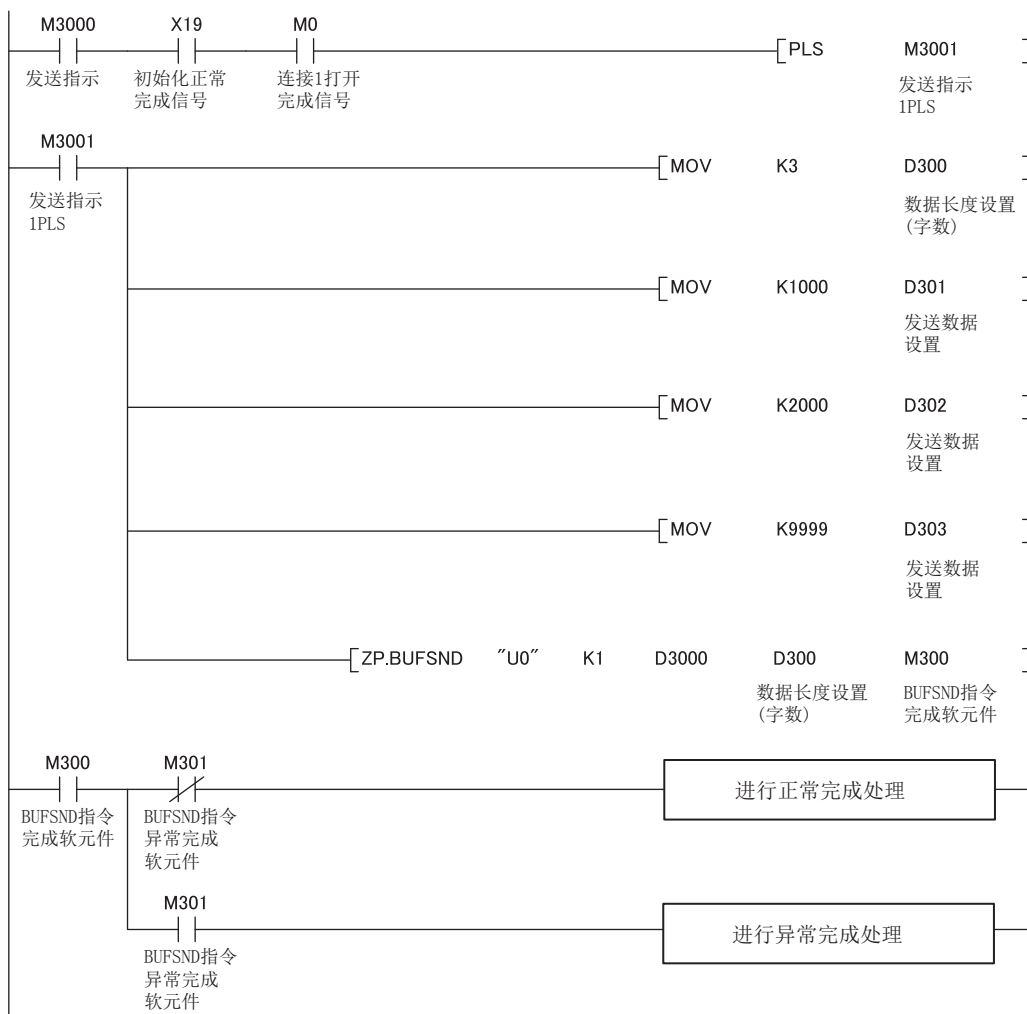 M3000 X19 M0
[PLS M3001]
发送指示 初始化正常 连接1打开 发送指示
完成信号 完成信号 1PLS
M3001
[MOV K3 D300]
发送指示 数据长度设置
1PLS (字数)
[MOV K1000 D301]
发送数据
设置
[MOV K2000 D302]
发送数据
设置
[MOV K9999 D303]
发送数据
设置
[ZP.BUFSND "U0" K1 D3000 D300 M300]
数据长度设置 BUFSND指令
(字数) 完成软元件
M300 M301
进行正常完成处理
BUFSND指令 BUFSND指令
完成软元件 异常完成
软元件
M301
进行异常完成处理
BUFSND指令
异常完成
软元件